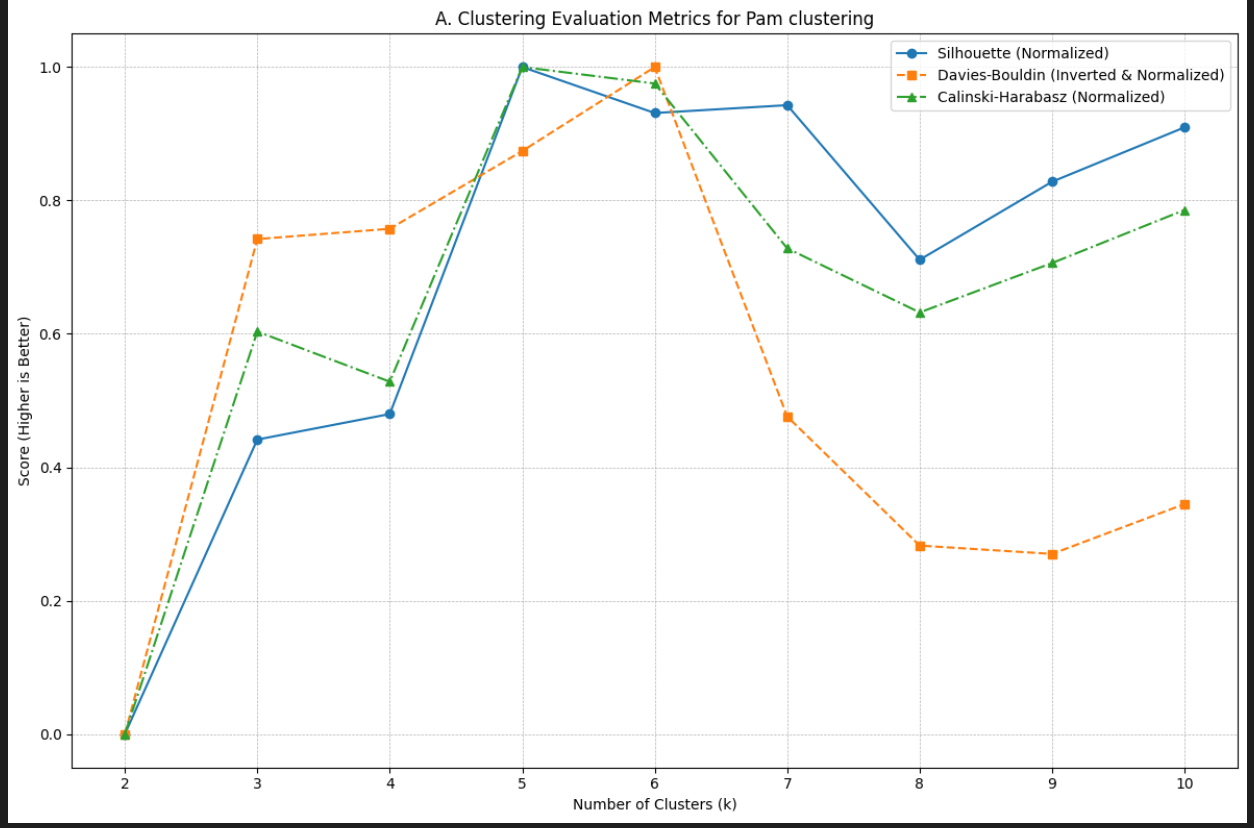 A. Clustering Evaluation Metrics for Pam clustering
Silhouette (Normalized)
Davies-Bouldin (Inverted & Normalized)
Calinski-Harabasz (Normalized)
Score (Higher is Better)
1.0
0.8
0.6
0.4
0.2
0.0
2 3 4 5 6 7 8 9 10
Number of Clusters (k)